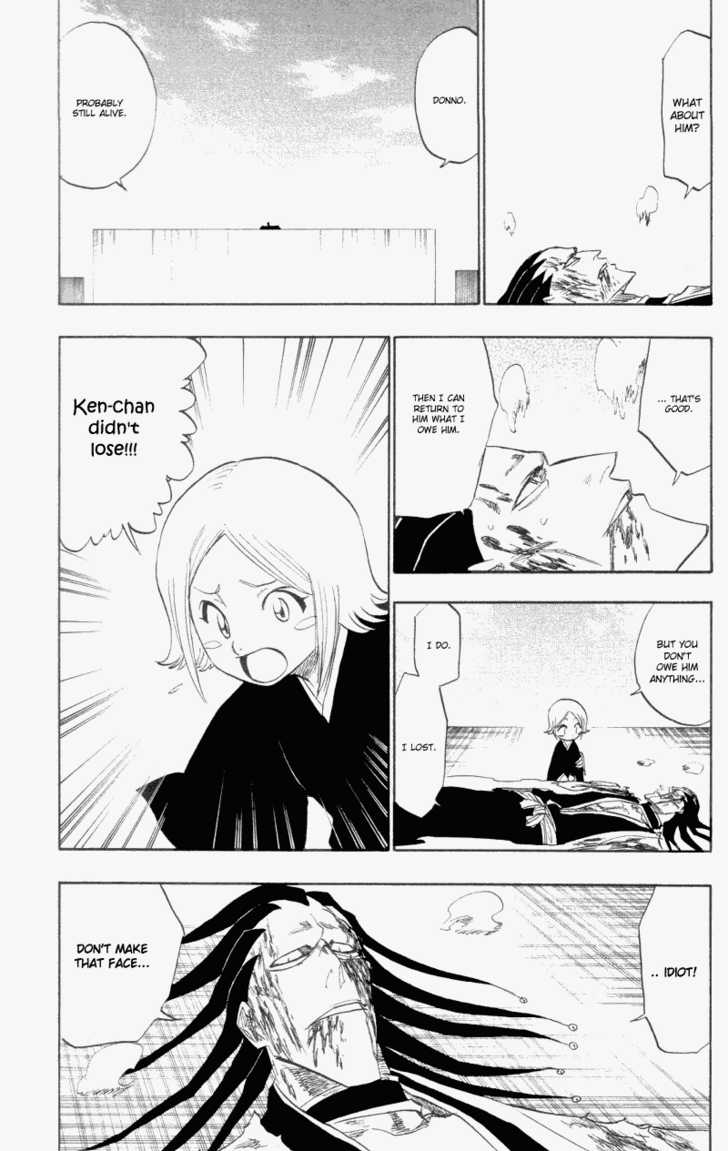 WHAT
ABOUT
HIM?
DONNO.
PROBABLY
STILL ALIVE.
... THAT'S
GOOD.
THEN I CAN
RETURN TO
HIM WHAT I
OWE HIM.
BUT YOU
DON'T
OWE HIM
ANYTHING...
I DO.
I LOST.
Ken-chan
didn't
lose!!!
.. IDIOT!
DON'T MAKE
THAT FACE...